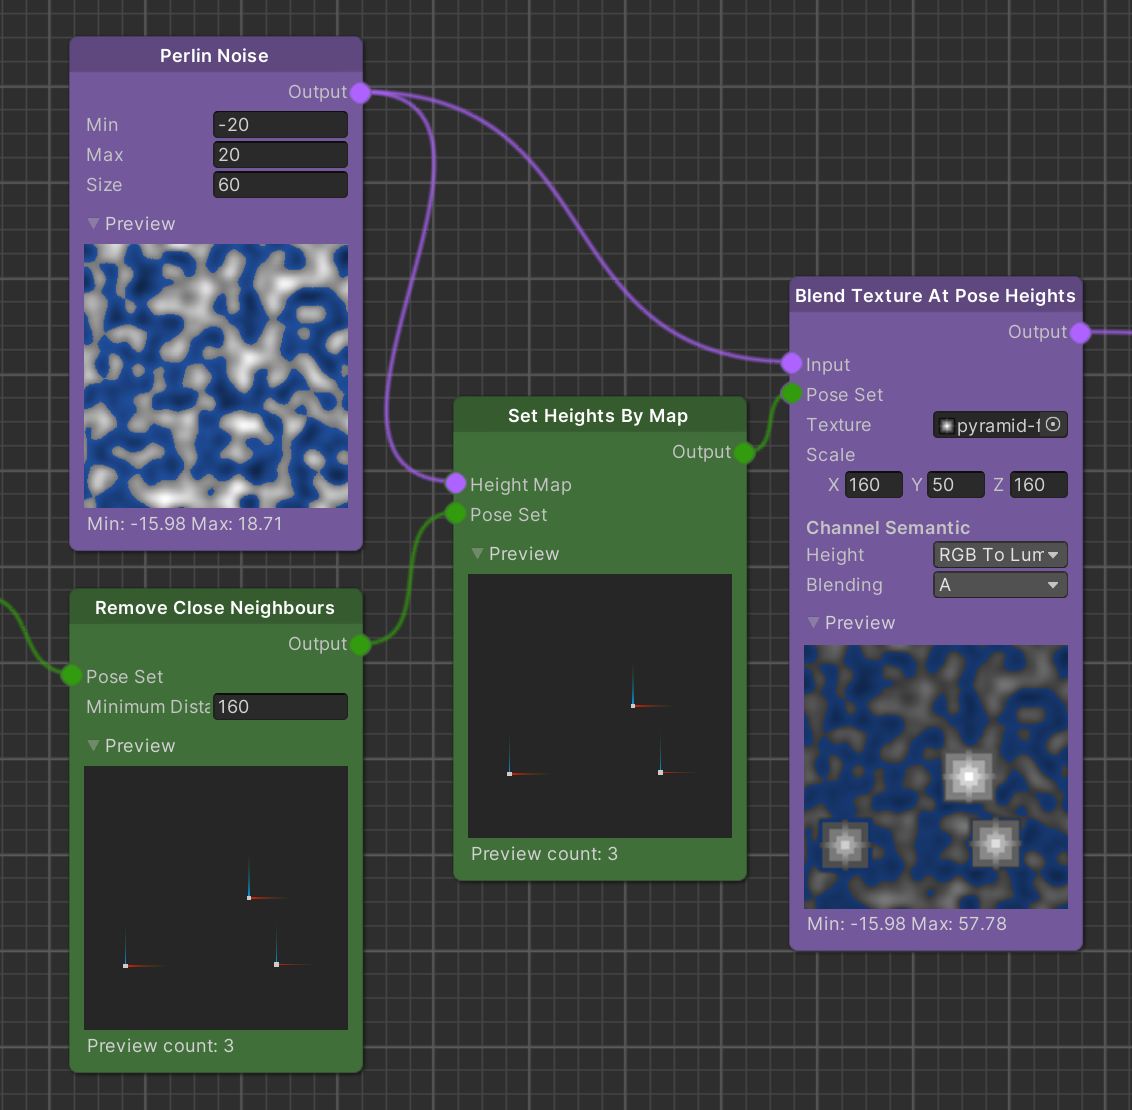 Perlin Noise
Output
Min -20
Max 20
Size 60
Preview
Min: -15.98 Max: 18.71
Remove Close Neighbours
Output
Pose Set
Minimum Dista 160
Preview
Preview count: 3
Set Heights By Map
Output
Height Map
Pose Set
Preview
Preview count: 3
Blend Texture At Pose Heights
Output
Input
Pose Set
Texture pyramid-f
Scale
X 160 Y 50 Z 160
Channel Semantic
Height RGB To Lum
Blending A
Preview
Min: -15.98 Max: 57.78